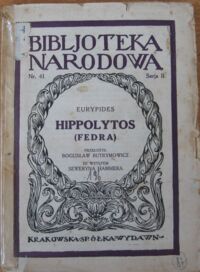 BIBLJOTEKA
NARODOWA
Nr. 41 Serja II
EURYPIDES
HIPPOLYTOS
(FEDRA)
PRZEŁOŻYŁ
BOGUSŁAW BUTRYMOWICZ
ZE WSTĘPEM
SEWERYNA HAMMERA
KRAKOWSKA SPÓŁKA WYDAWN